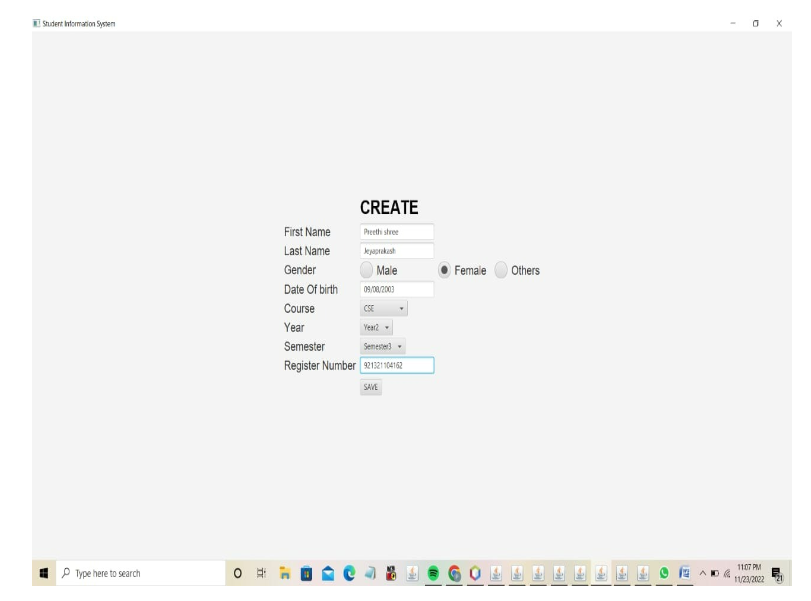 Student Information System
CREATE
First Name Preethi shree
Last Name Jeyaprakash
Gender Male Female Others
Date Of birth 09/08/2003
Course CSE
Year Year2
Semester Semester3
Register Number 921321104162
SAVE
Type here to search
11:07 PM
11/23/2022
21